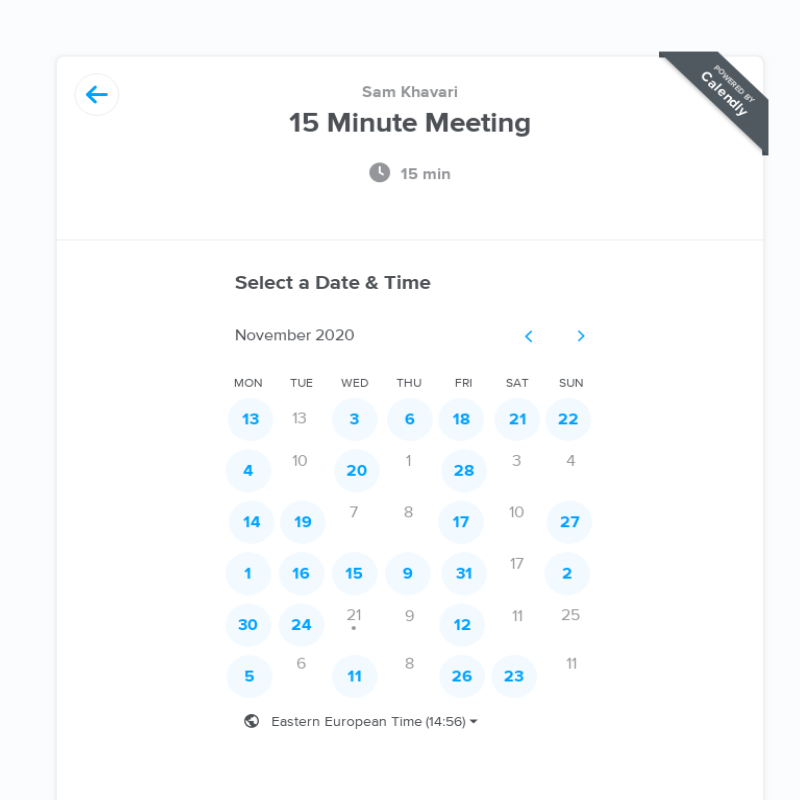 POWERED BY
Calendly
Sam Khavari
15 Minute Meeting
15 min
Select a Date & Time
November 2020
MON TUE WED THU FRI SAT SUN
13 13 3 6 18 21 22
4 10 20 1 28 3 4
14 19 7 8 17 10 27
1 16 15 9 31 17 2
30 24 21 9 12 11 25
5 6 11 8 26 23 11
Eastern European Time (14:56)